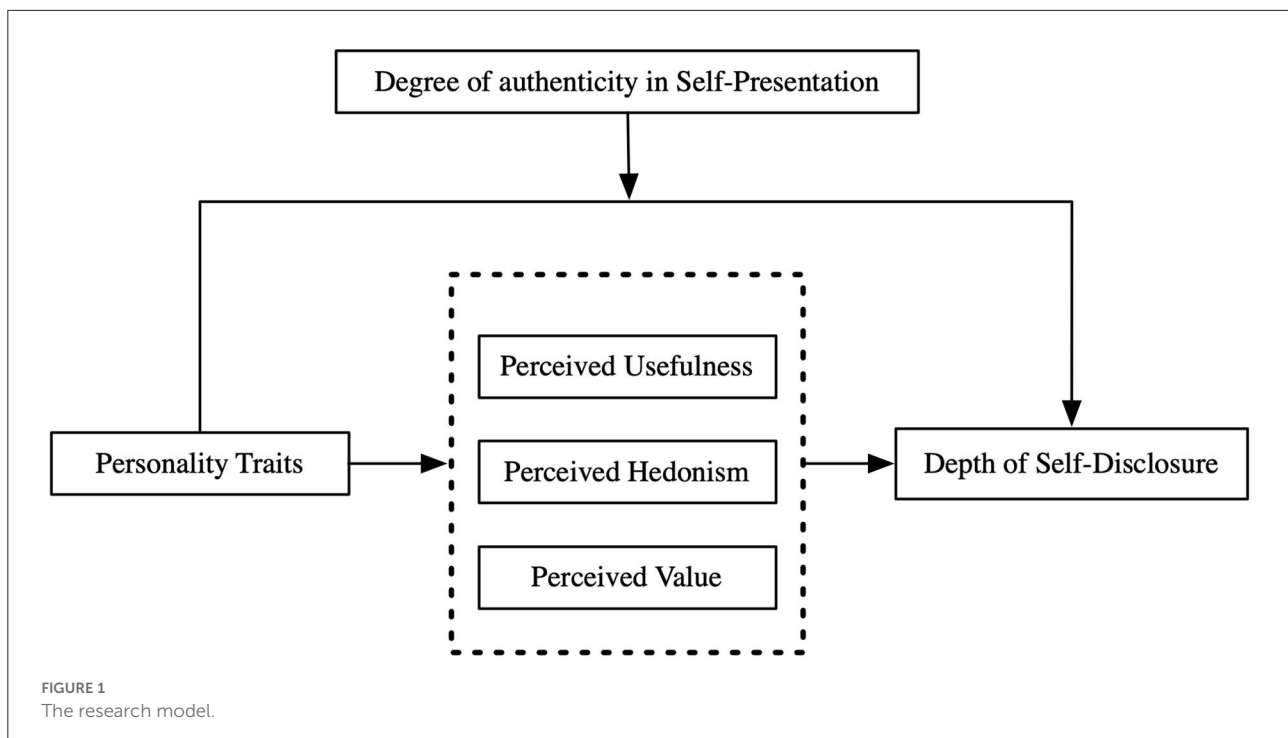 Degree of authenticity in Self-Presentation
Perceived Usefulness
Personality Traits
Perceived Hedonism
Depth of Self-Disclosure
Perceived Value
FIGURE 1
The research model.